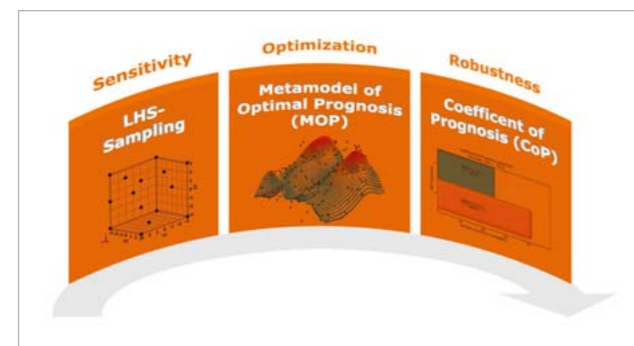 Sensitivity
LHS-
Sampling
Optimization
Metamodel of
Optimal Prognosis
(MOP)
Robustness
Coefficent of
Prognosis (CoP)